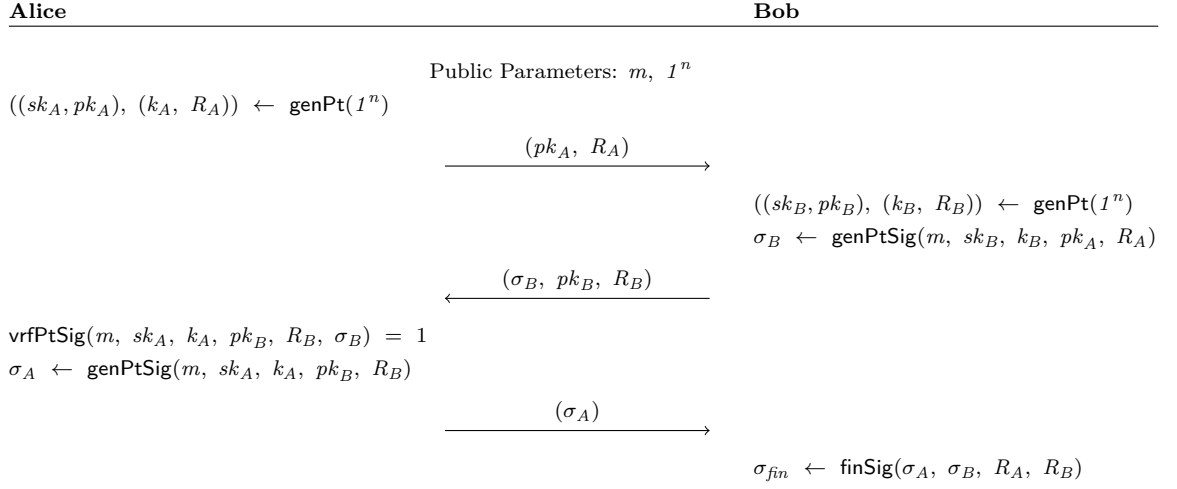 Alice Bob
Public Parameters: m, 1^n
((sk_A, pk_A), (k_A, R_A)) ← genPt(1^n)
(pk_A, R_A)
((sk_B, pk_B), (k_B, R_B)) ← genPt(1^n)
σ_B ← genPtSig(m, sk_B, k_B, pk_A, R_A)
(σ_B, pk_B, R_B)
vrfPtSig(m, sk_A, k_A, pk_B, R_B, σ_B) = 1
σ_A ← genPtSig(m, sk_A, k_A, pk_B, R_B)
(σ_A)
σ_fin ← finSig(σ_A, σ_B, R_A, R_B)